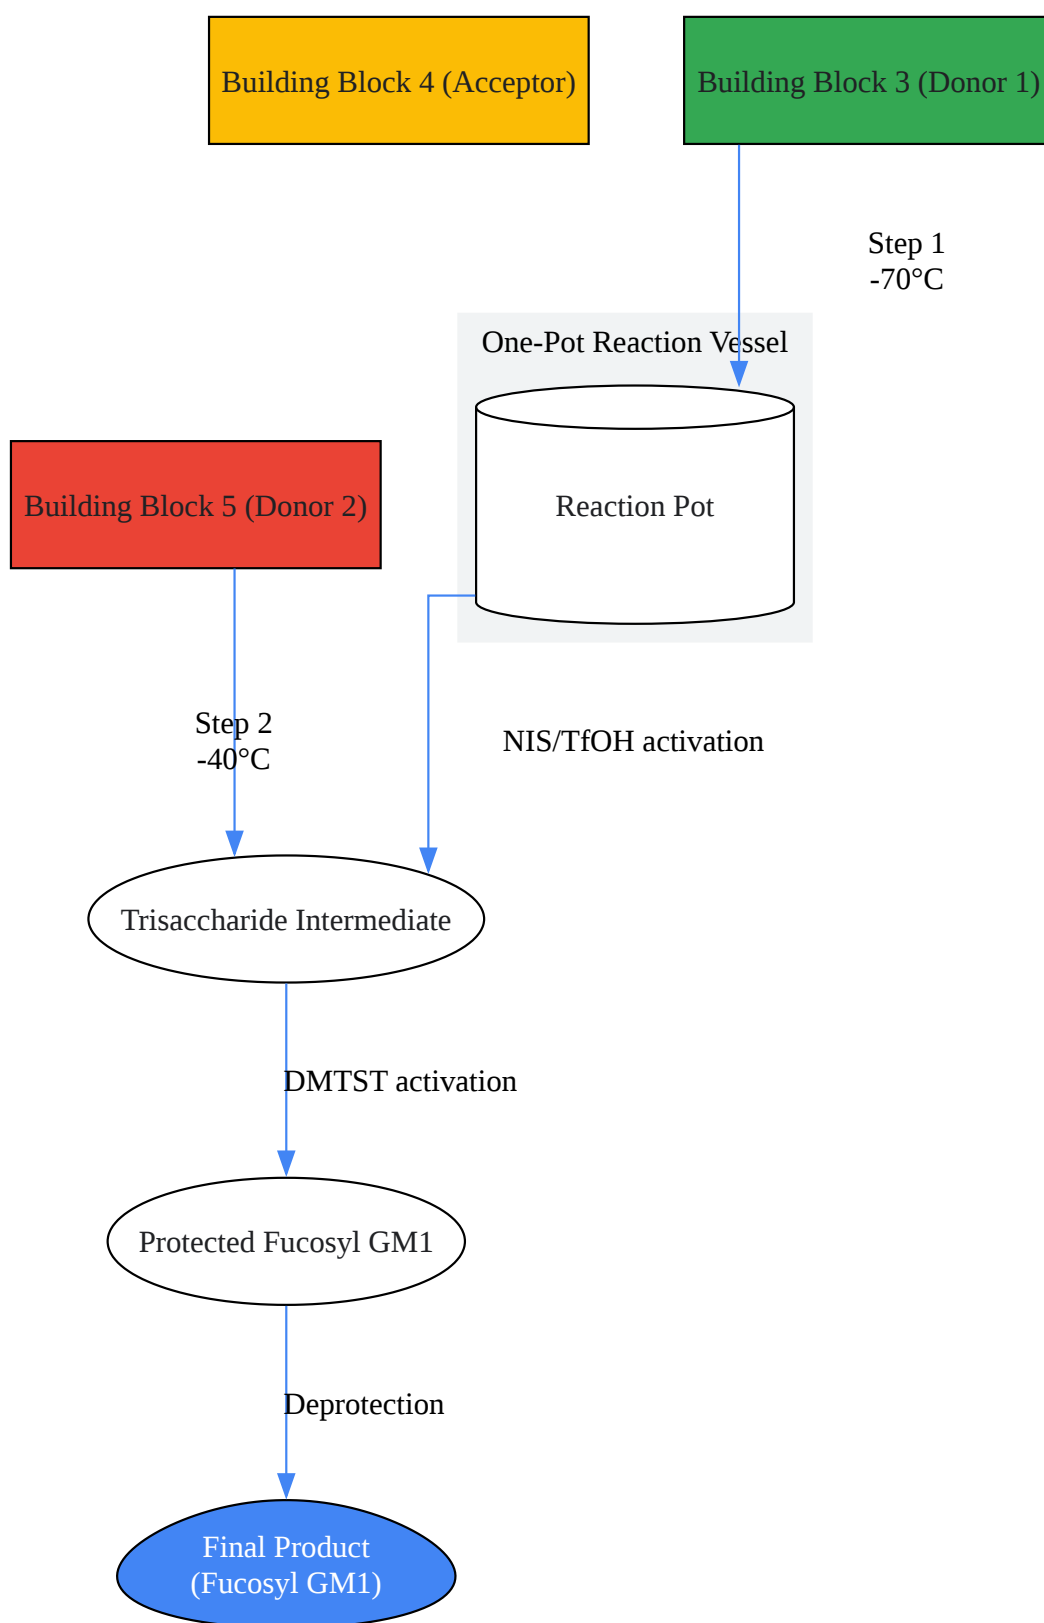 Building Block 4 (Acceptor)
Building Block 3 (Donor 1)
Step 1
-70°C
One-Pot Reaction Vessel
Reaction Pot
Building Block 5 (Donor 2)
Step 2
-40°C
NIS/TfOH activation
Trisaccharide Intermediate
DMTST activation
Protected Fucosyl GM1
Deprotection
Final Product
(Fucosyl GM1)